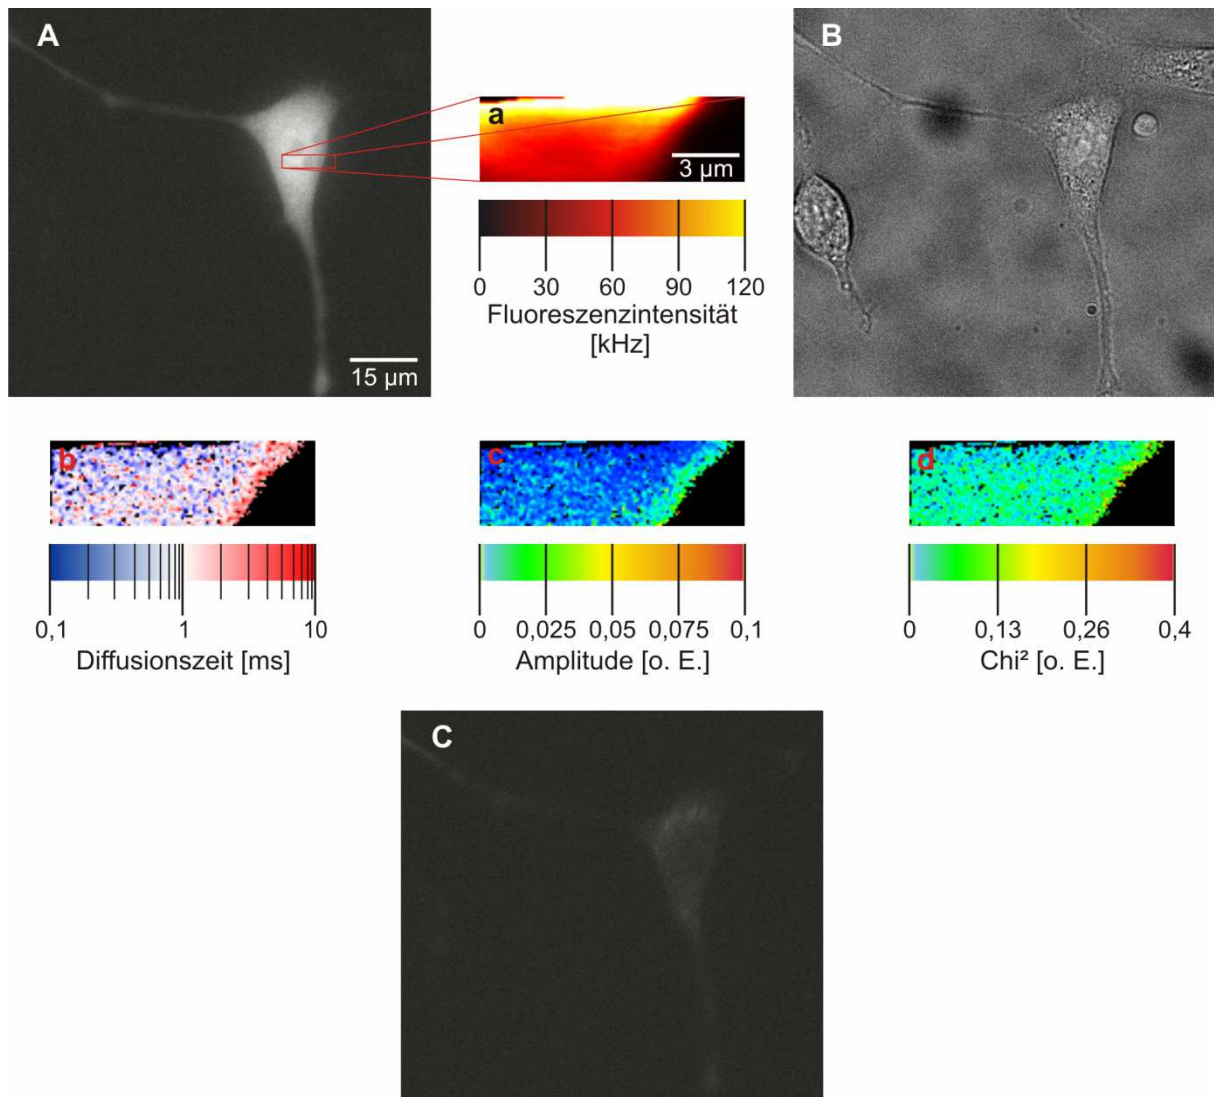 A
a
3 µm
0 30 60 90 120
Fluoreszenzintensität
[kHz]
15 µm
B
b
0,1 1 10
Diffusionszeit [ms]
c
0 0,025 0,05 0,075 0,1
Amplitude [o. E.]
d
0 0,13 0,26 0,4
Chi² [o. E.]
C